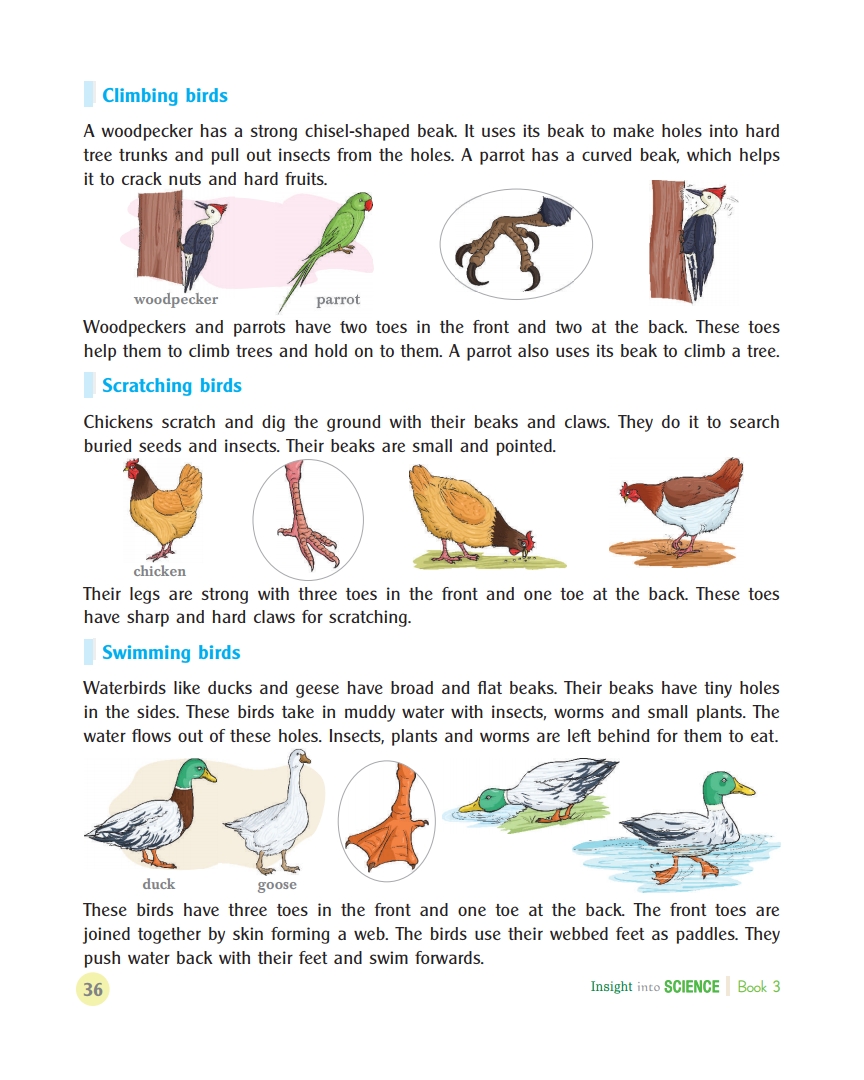 Climbing birds
A woodpecker has a strong chisel-shaped beak. It uses its beak to make holes into hard
tree trunks and pull out insects from the holes. A parrot has a curved beak, which helps
it to crack nuts and hard fruits.
woodpecker
parrot
Woodpeckers and parrots have two toes in the front and two at the back. These toes
help them to climb trees and hold on to them. A parrot also uses its beak to climb a tree.
Scratching birds
Chickens scratch and dig the ground with their beaks and claws. They do it to search
buried seeds and insects. Their beaks are small and pointed.
chicken
Their legs are strong with three toes in the front and one toe at the back. These toes
have sharp and hard claws for scratching.
Swimming birds
Waterbirds like ducks and geese have broad and flat beaks. Their beaks have tiny holes
in the sides. These birds take in muddy water with insects, worms and small plants. The
water flows out of these holes. Insects, plants and worms are left behind for them to eat.
duck
goose
These birds have three toes in the front and one toe at the back. The front toes are
joined together by skin forming a web. The birds use their webbed feet as paddles. They
push water back with their feet and swim forwards.
36
Insight into SCIENCE Book 3